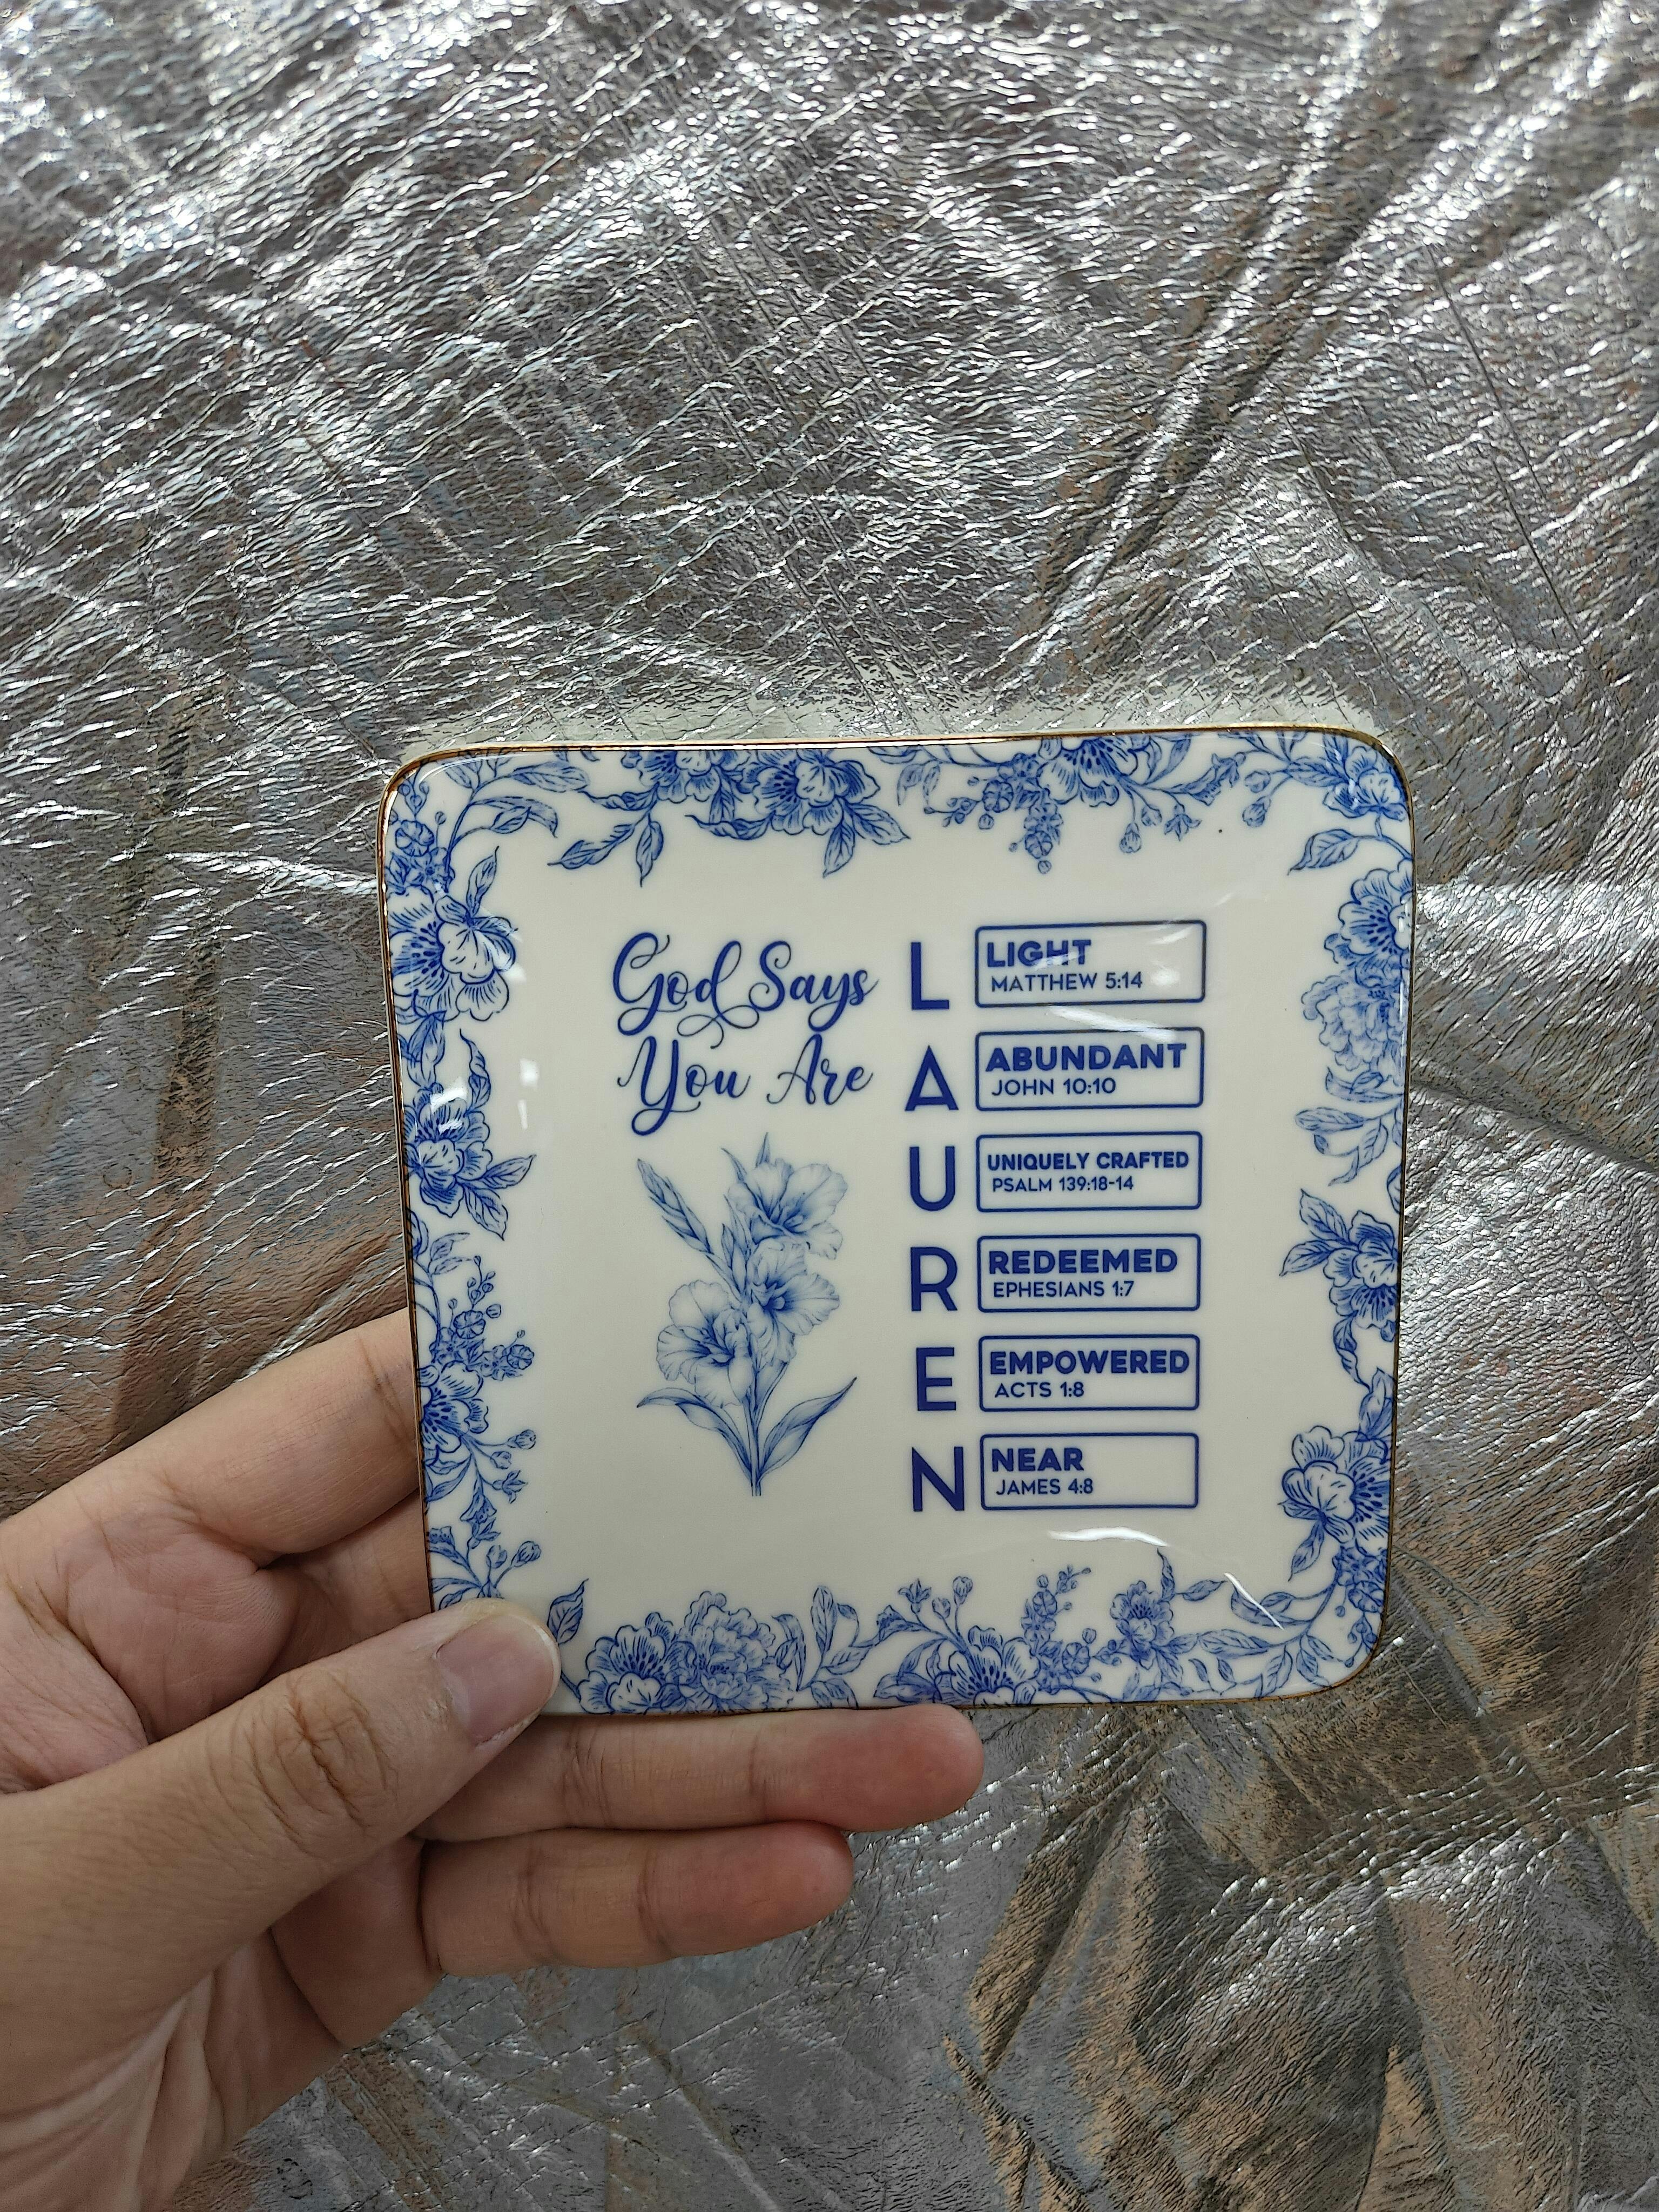 God Says
You Are
L
LIGHT
MATTHEW 5:14
A
ABUNDANT
JOHN 10:10
U
UNIQUELY CRAFTED
PSALM 139:18-14
R
REDEEMED
EPHESIANS 1:7
E
EMPOWERED
ACTS 1:8
N
NEAR
JAMES 4:8